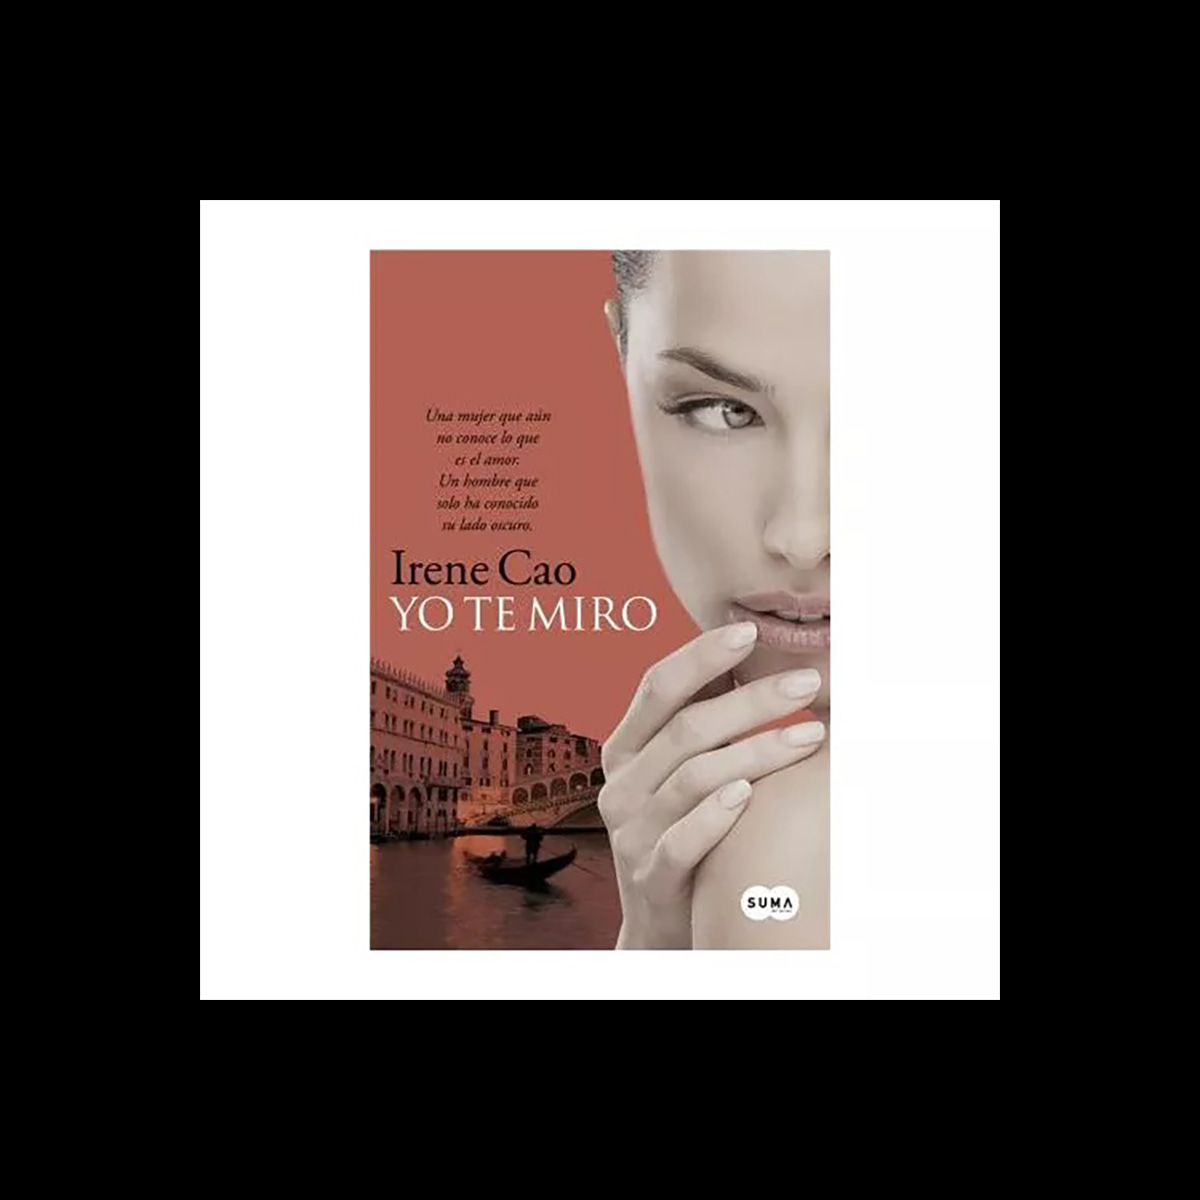 Una mujer que aún
no conoce lo que
es el amor.
Un hombre que
solo ha conocido
su lado oscuro.
Irene Cao
YO TE MIRO
SUMA